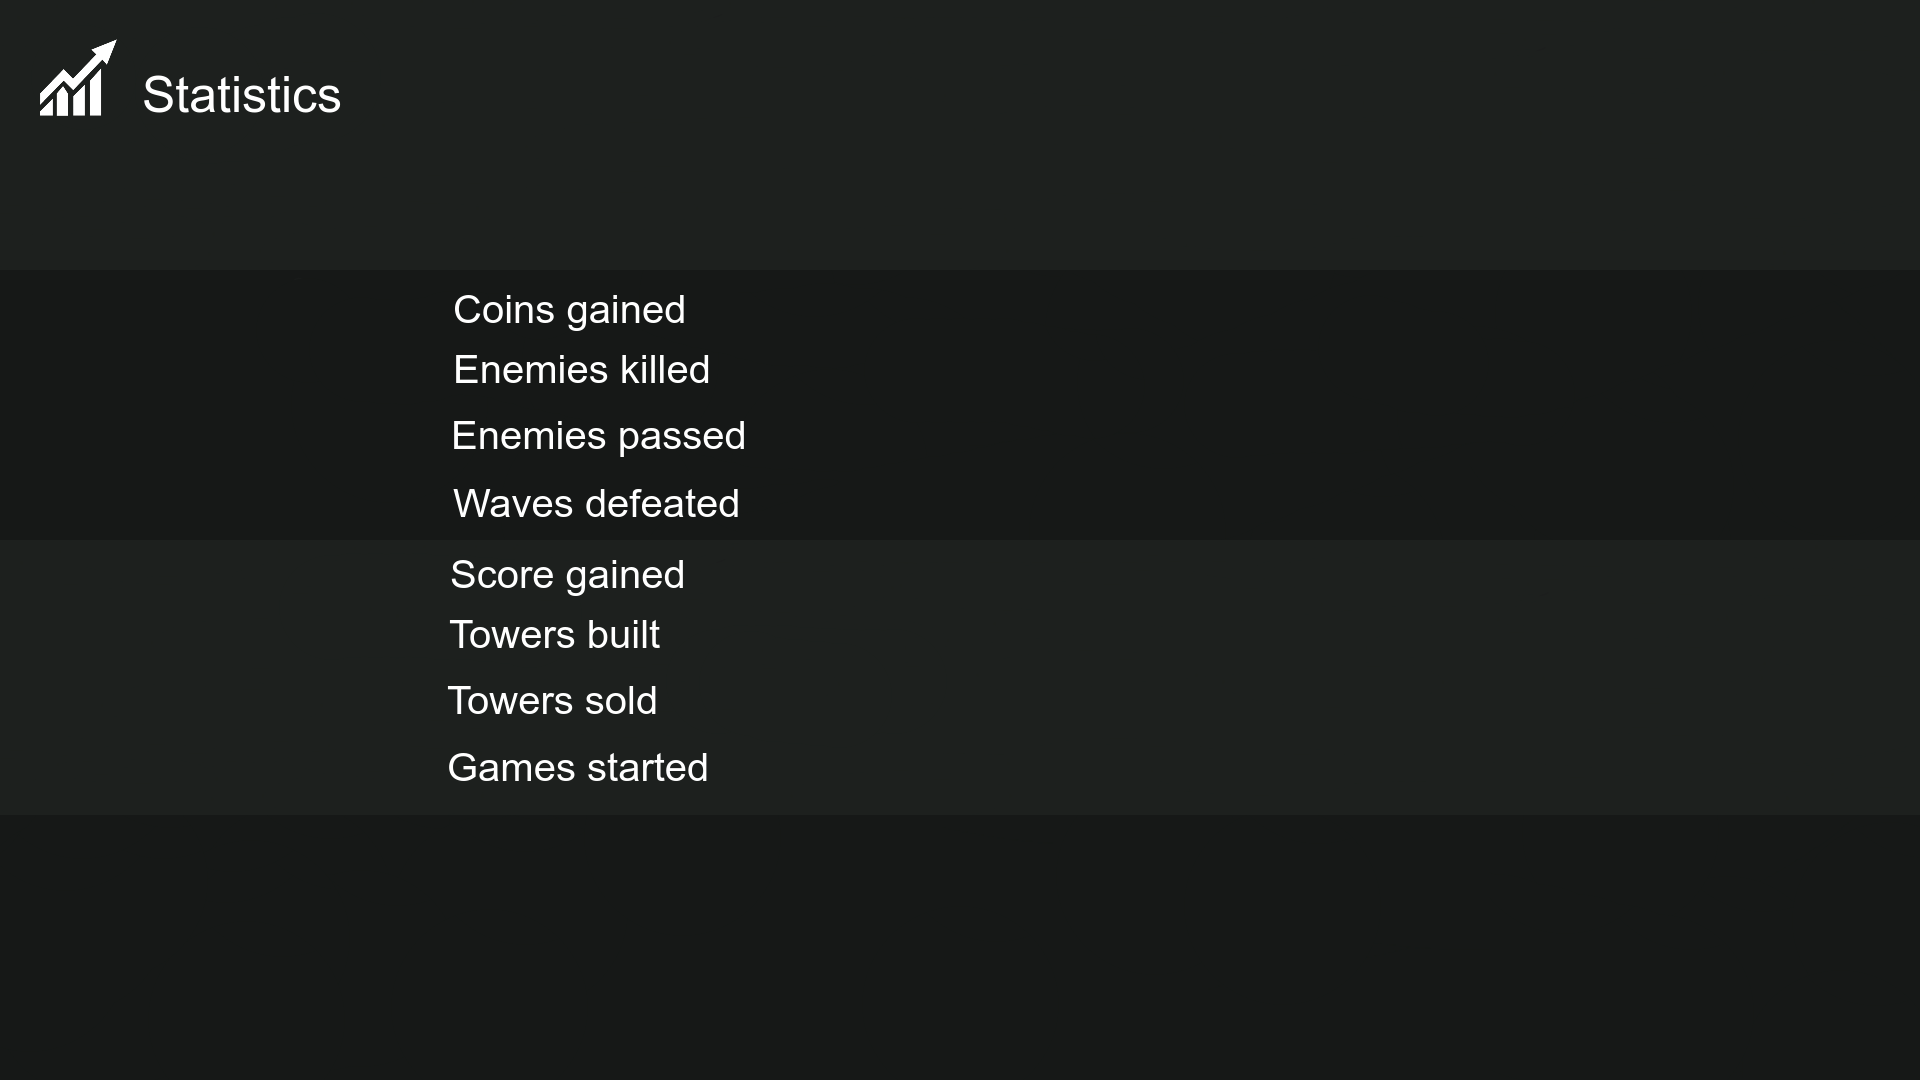 Statistics
Coins gained
Enemies killed
Enemies passed
Waves defeated
Score gained
Towers built
Towers sold
Games started